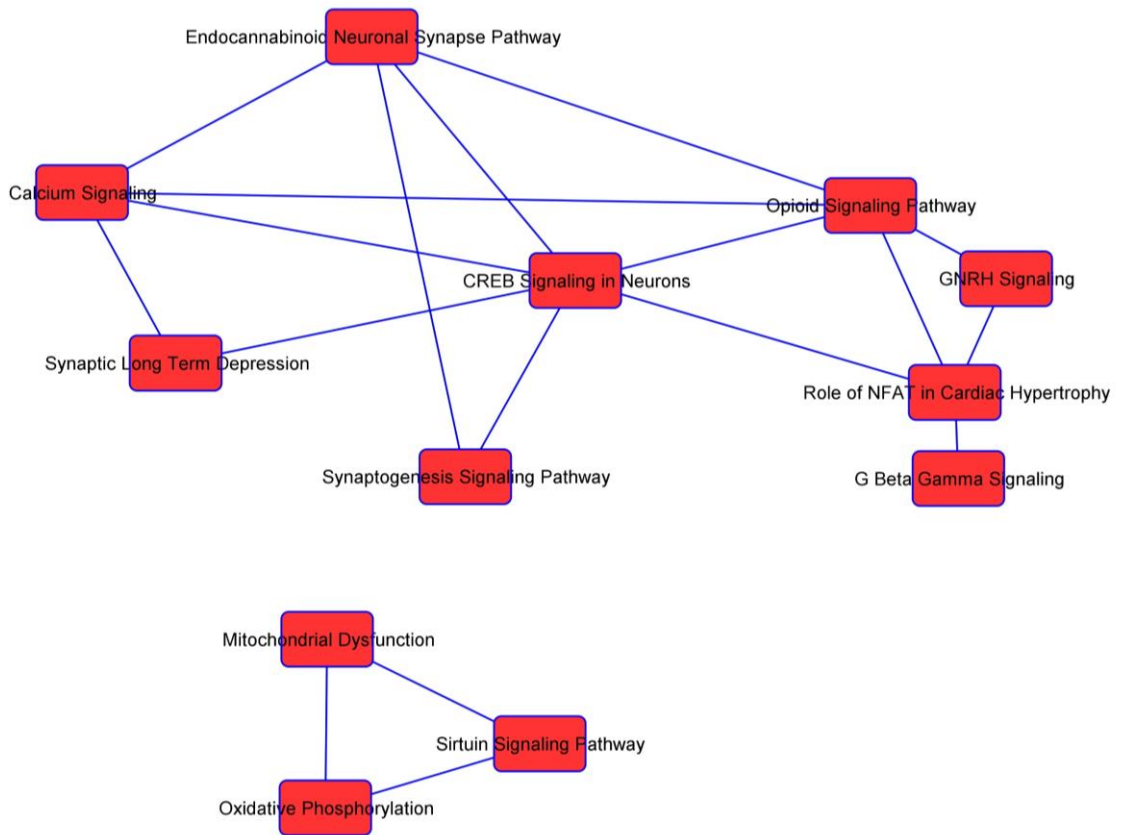 Endocannabinoid Neuronal Synapse Pathway
Calcium Signaling
Opioid Signaling Pathway
CREB Signaling in Neurons
GNRH Signaling
Synaptic Long Term Depression
Role of NFAT in Cardiac Hypertrophy
Synaptogenesis Signaling Pathway
G Beta Gamma Signaling
Mitochondrial Dysfunction
Sirtuin Signaling Pathway
Oxidative Phosphorylation